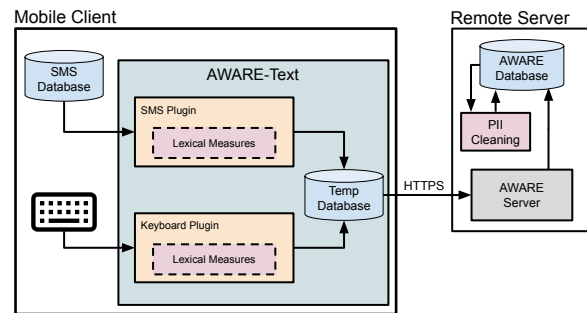 Mobile Client
Remote Server
SMS
Database
AWARE-Text
SMS Plugin
Lexical Measures
Temp
Database
Keyboard Plugin
Lexical Measures
HTTPS
AWARE
Database
PII
Cleaning
AWARE
Server